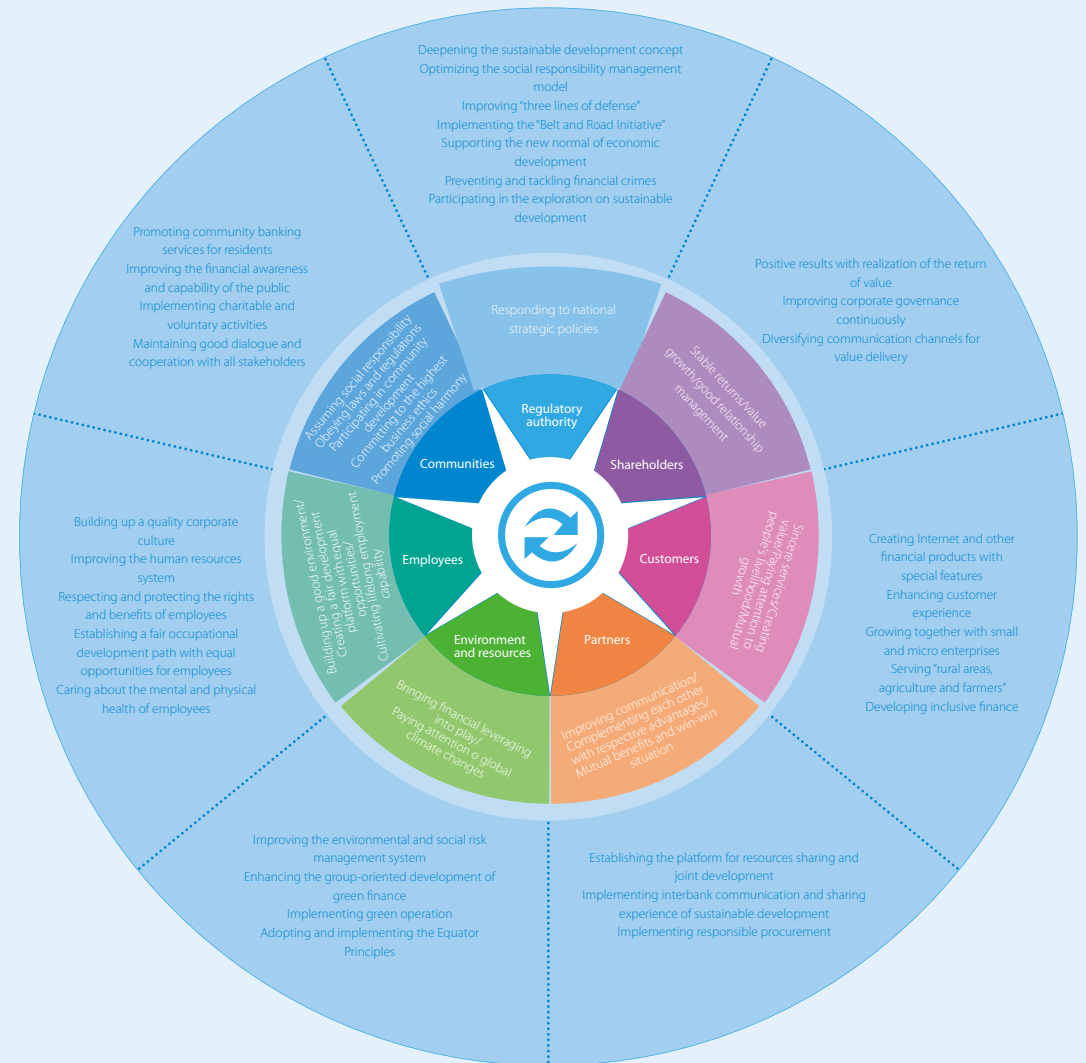 Deepening the sustainable development concept
Optimizing the social responsibility management
model
Improving “three lines of defense”
Implementing the “Belt and Road Initiative”
Supporting the new normal of economic
development
Preventing and tackling financial crimes
Participating in the exploration on sustainable
development
Responding to national
strategic policies
Regulatory
authority
Positive results with realization of the return
of value
Improving corporate governance
continuously
Diversifying communication channels for
value delivery
Stable returns/value
growth/good relationship
management
Shareholders
Creating Internet and other
financial products with
special features
Enhancing customer
experience
Growing together with small
and micro enterprises
Serving “rural areas,
agriculture and farmers”
Developing inclusive finance
Sincere services/Creating
value/Paying attention to
people's livelihood/Mutual
growth
Customers
Establishing the platform for resources sharing and
joint development
Implementing interbank communication and sharing
experience of sustainable development
Implementing responsible procurement
Improving communication/
Complementing each other
with respective advantages/
Mutual benefits and win-win
situation
Partners
Improving the environmental and social risk
management system
Enhancing the group-oriented development of
green finance
Implementing green operation
Adopting and implementing the Equator
Principles
Bringing financial leveraging
into play/
Paying attention o global
climate changes
Environment
and resources
Building up a quality corporate
culture
Improving the human resources
system
Respecting and protecting the rights
and benefits of employees
Establishing a fair occupational
development path with equal
opportunities for employees
Caring about the mental and physical
health of employees
Building up a good environment/
Creating a fair development
platform with equal
opportunities/
Cultivating lifelong employment
capability
Employees
Promoting community banking
services for residents
Improving the financial awareness
and capability of the public
Implementing charitable and
voluntary activities
Maintaining good dialogue and
cooperation with all stakeholders
Assuming social responsibility
Obeying laws and regulations
Participating in community
development
Committing to the highest
business ethics
Promoting social harmony
Communities